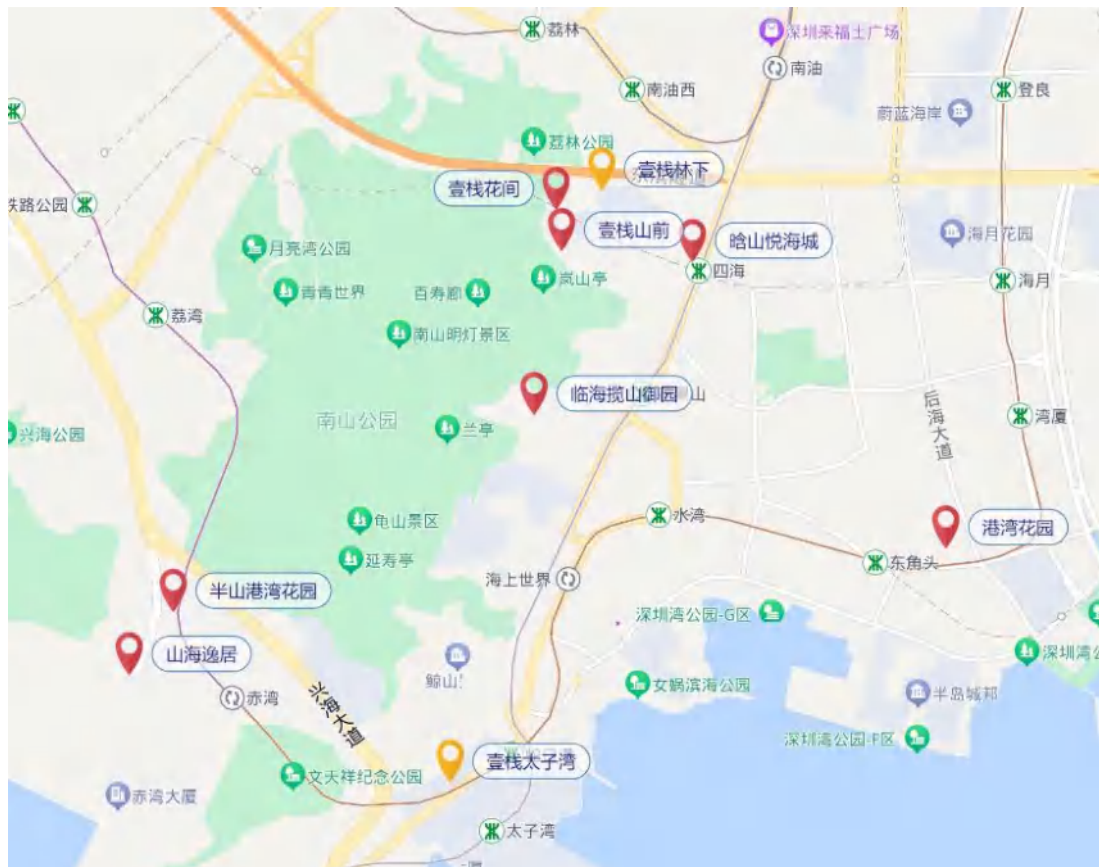 荔林
深圳来福士广场
南油
南油西
登良
蔚蓝海岸
荔林公园
壹栈林下
壹栈花间
铁路公园
月亮湾公园
壹栈山前
晗山悦海城
海月花园
四海
岚山亭
青青世界
百寿廊
海月
荔湾
南山明灯景区
临海揽山御园
山
后海大道
南山公园
兰亭
湾厦
兴海公园
龟山景区
水湾
港湾花园
延寿亭
东角头
海上世界
半山港湾花园
深圳湾公园-G区
山海逸居
鲸山
深圳湾公
赤湾
女娲滨海公园
半岛城邦
兴海大道
深圳湾公园-F区
壹栈太子湾
文天祥纪念公园
赤湾大厦
太子湾